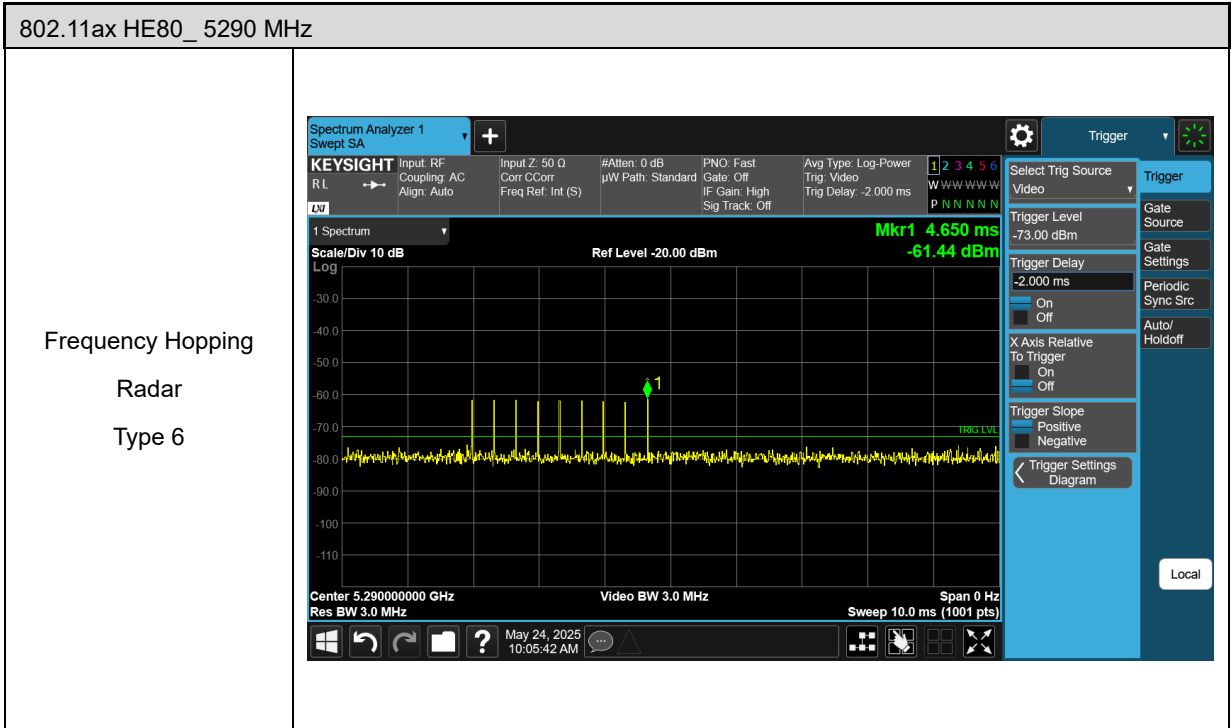 802.11ax HE80_ 5290 MHz
Frequency Hopping
Radar
Type 6
Spectrum Analyzer 1
Swept SA
+
Trigger
KEYSIGHT
R L
LXI
Input: RF
Coupling: AC
Align: Auto
Input Z: 50 Ω
Corr CCorr
Freq Ref: Int (S)
#Atten: 0 dB
µW Path: Standard
PNO: Fast
Gate: Off
IF Gain: High
Sig Track: Off
Avg Type: Log-Power
Trig: Video
Trig Delay: -2.000 ms
1 2 3 4 5 6
W W W W W W
P N N N N N
1 Spectrum
Mkr1 4.650 ms
Scale/Div 10 dB
Ref Level -20.00 dBm
-61.44 dBm
Log
-30.0
-40.0
-50.0
-60.0
-70.0
-80.0
-90.0
-100
-110
1
TRIG LVL
Center 5.290000000 GHz
Video BW 3.0 MHz
Span 0 Hz
Res BW 3.0 MHz
Sweep 10.0 ms (1001 pts)
Select Trig Source
Video
Trigger Level
-73.00 dBm
Trigger Delay
-2.000 ms
On
Off
X Axis Relative
To Trigger
On
Off
Trigger Slope
Positive
Negative
Trigger Settings
Diagram
Trigger
Gate
Source
Gate
Settings
Periodic
Sync Src
Auto/
Holdoff
Local
?
May 24, 2025
10:05:42 AM